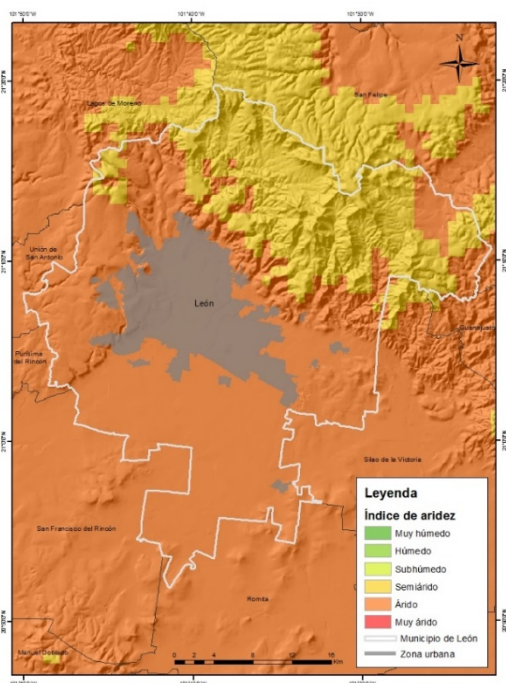 101°50'0"W
101°40'0"W
101°30'0"W
N
Lagos de Moreno
San Felipe
Unión de
San Antonio
León
Guanajuato
Purísima
del Rincón
Silao de la Victoria
San Francisco del Rincón
Romita
Manuel Doblado
Leyenda
Índice de aridez
Muy húmedo
Húmedo
Subhúmedo
Semiárido
Árido
Muy árido
Municipio de León
Zona urbana
0 2 4 8 12 16
Km